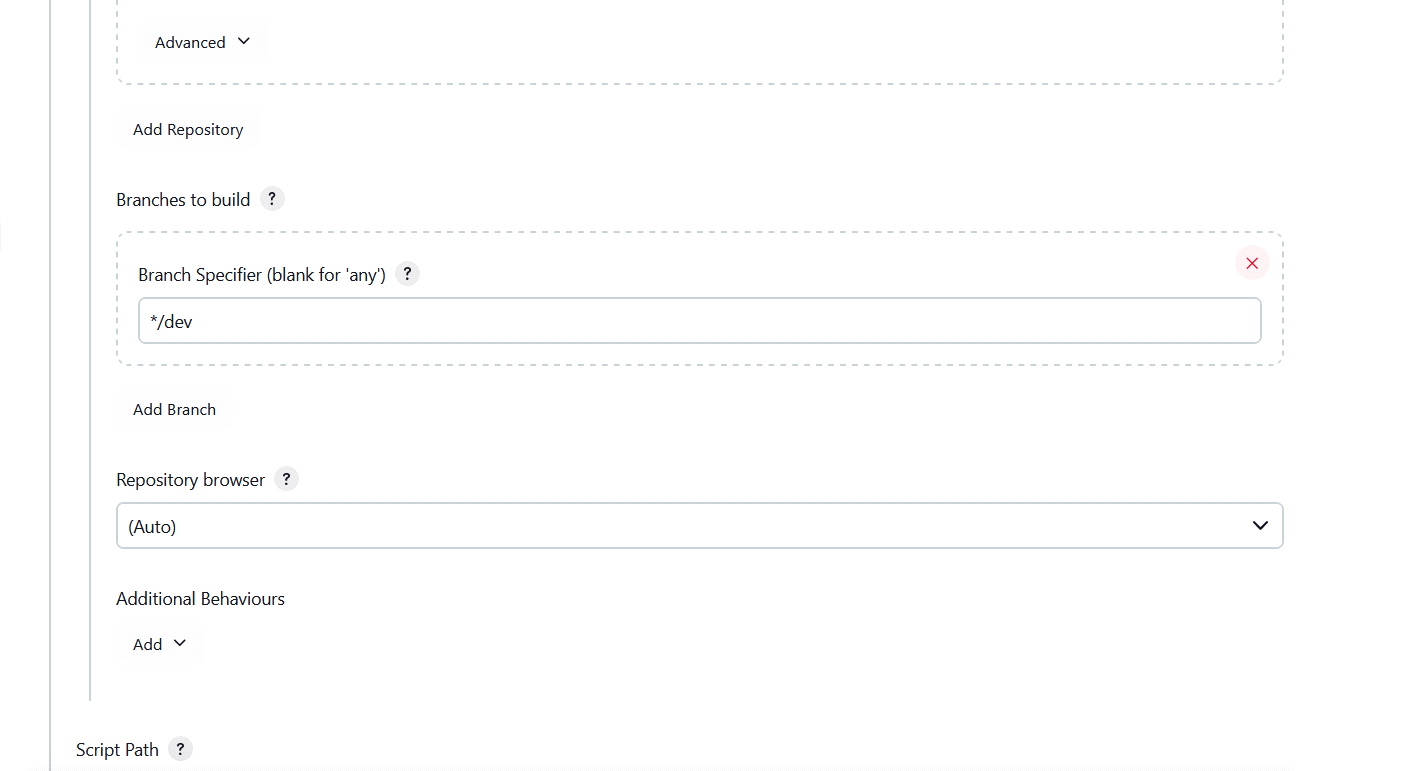 Advanced
Add Repository
Branches to build ?
Branch Specifier (blank for 'any') ?
*/dev
Add Branch
Repository browser ?
(Auto)
Additional Behaviours
Add
Script Path ?